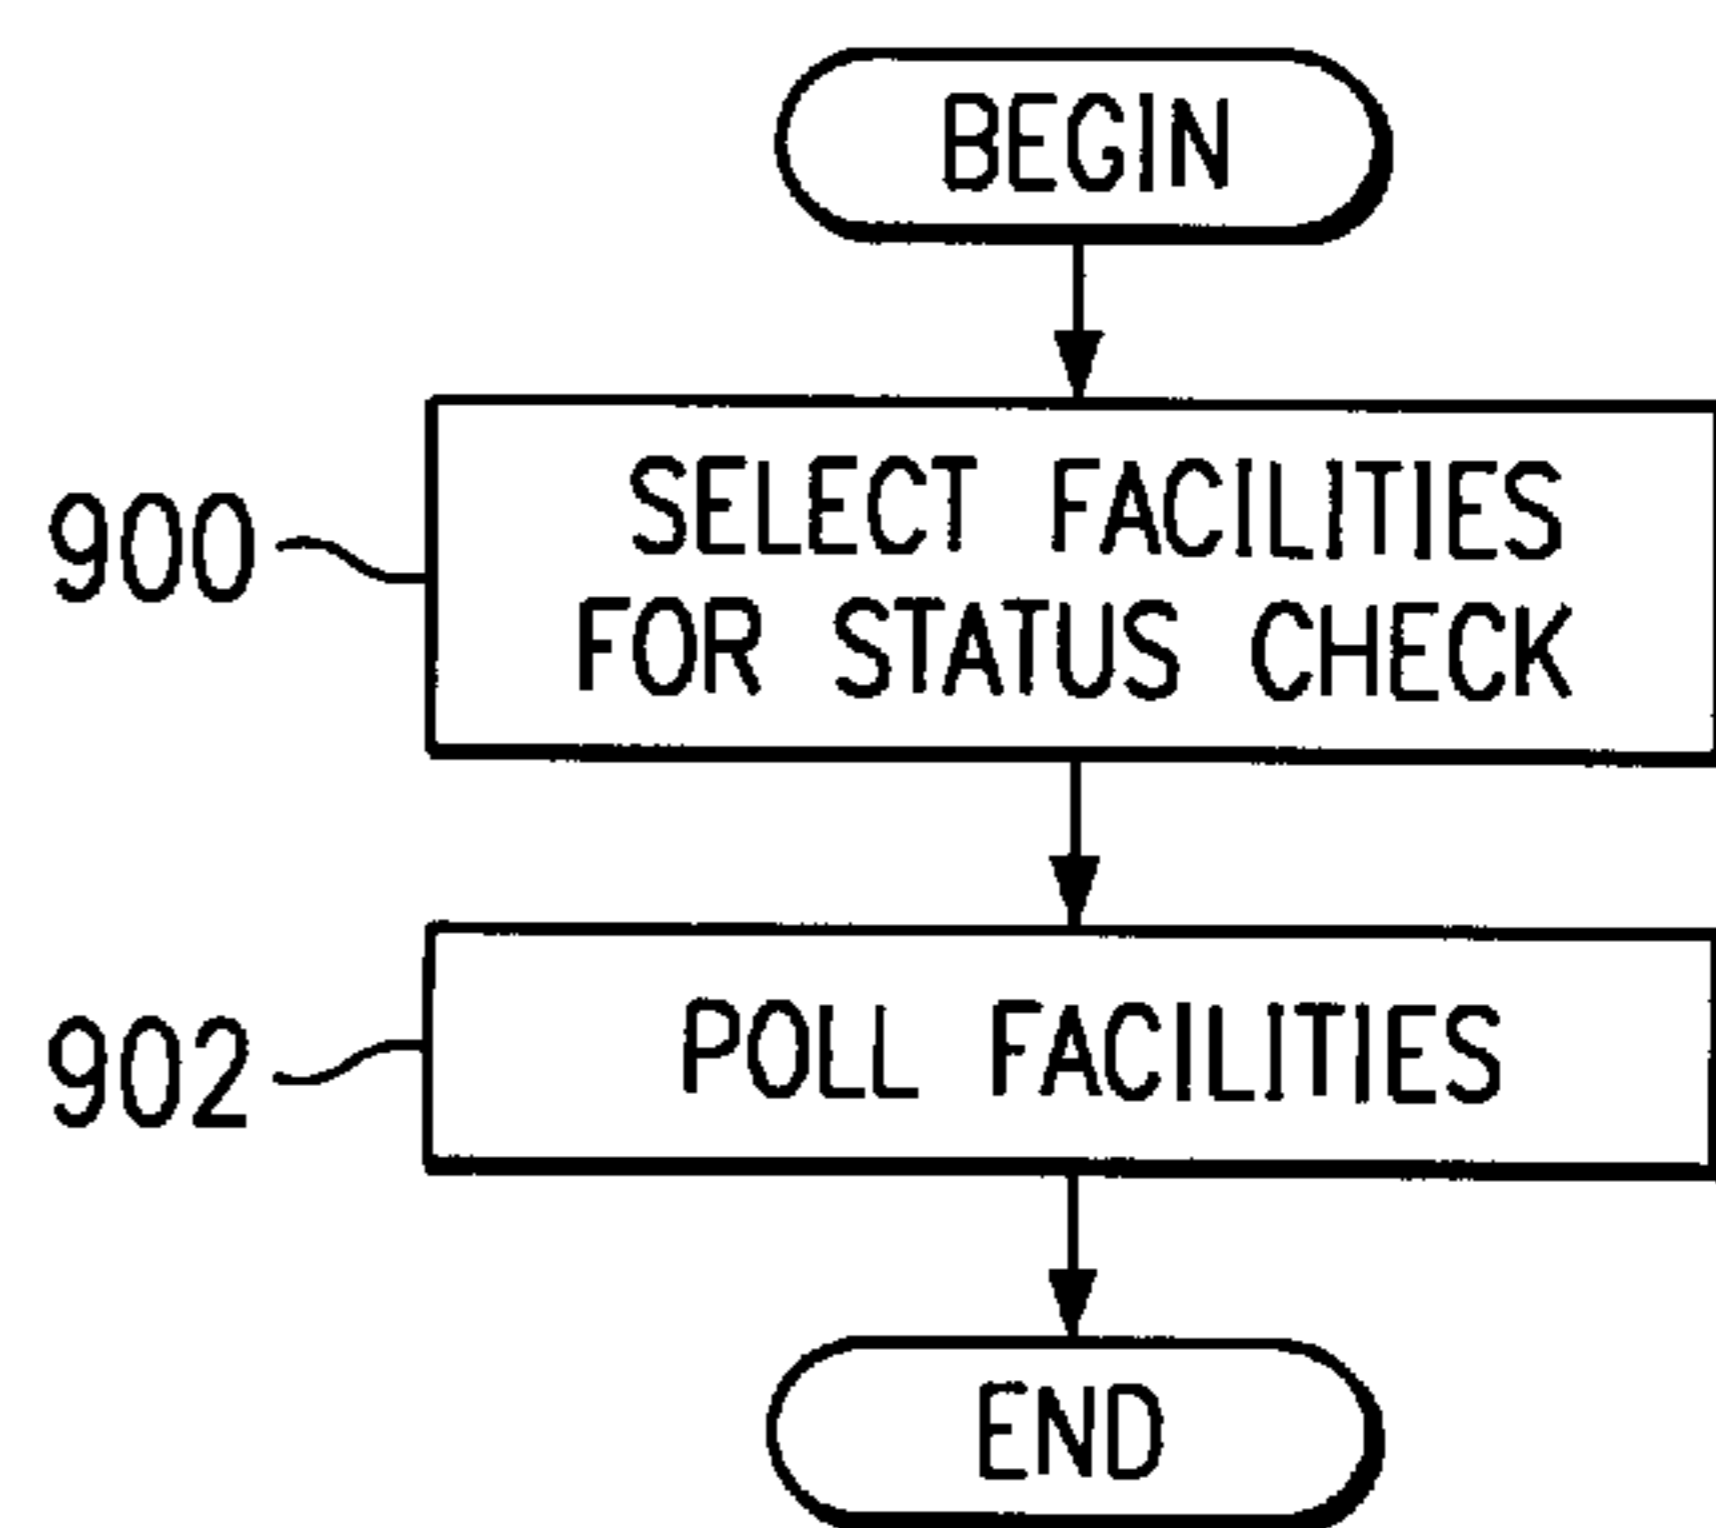 BEGIN
900
SELECT FACILITIES
FOR STATUS CHECK
902
POLL FACILITIES
END